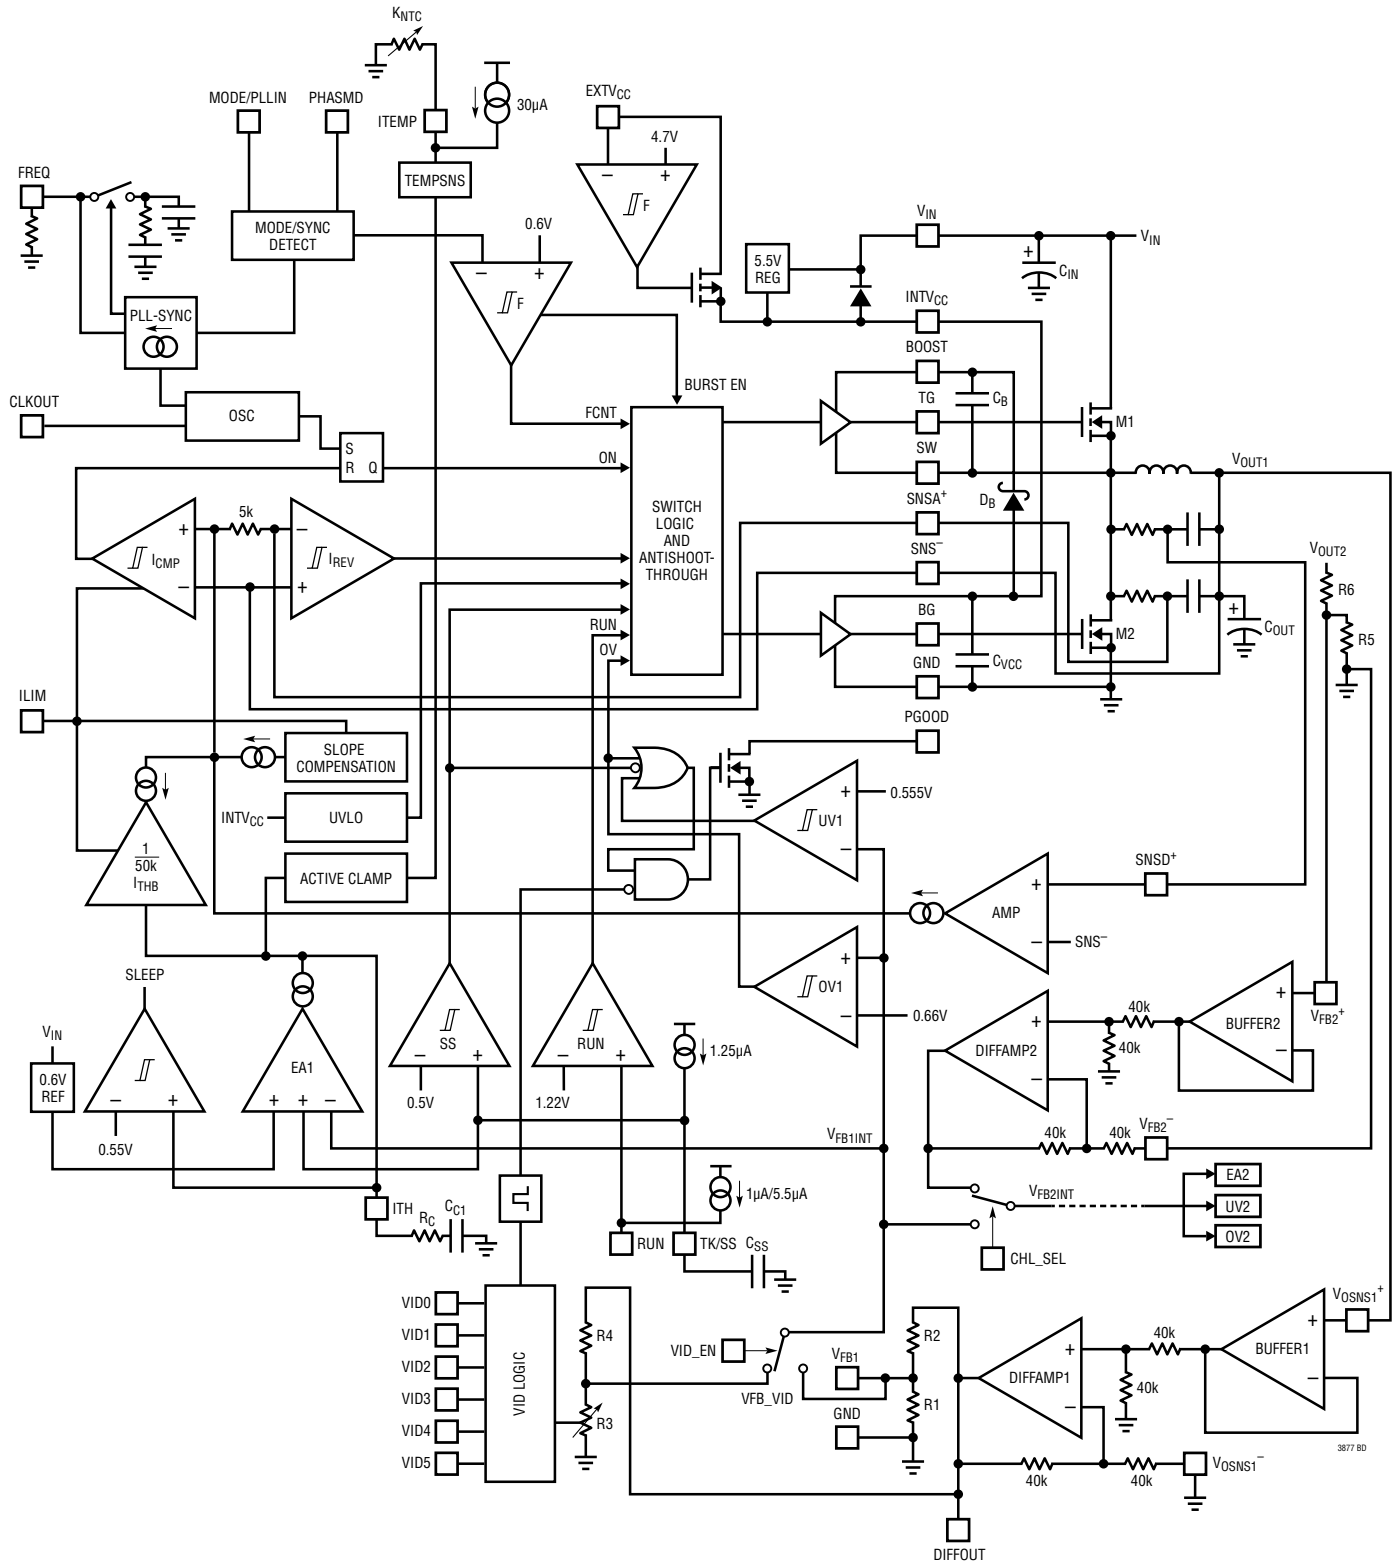 KNTC
MODE/PLLIN
PHASMD
ITEMP
30µA
EXTVCC
4.7V
FREQ
TEMPSNS
MODE/SYNC
DETECT
0.6V
–
+
F
–
+
F
VIN
VIN
5.5V
REG
+
CIN
PLL-SYNC
INTVCC
BOOST
BURST EN
CLKOUT
OSC
FCNT
TG
CB
M1
SW
S
R Q
ON
VOUT1
SNSA+
DB
SWITCH
LOGIC
AND
ANTISHOOT-
THROUGH
5k
+
–
ICMP
–
+
IREV
SNS–
VOUT2
R6
RUN
OV
BG
M2
+
COUT
R5
GND
CVCC
ILIM
PGOOD
SLOPE
COMPENSATION
INTVCC
UVLO
+
0.555V
UV1
–
1
50k
ITHB
ACTIVE CLAMP
SNSD+
+
AMP
–
SNS–
SLEEP
+
OV1
–
0.66V
+
BUFFER2
–
VFB2+
40k
40k
+
DIFFAMP2
–
VIN
0.6V
REF
–
+
0.55V
EA1
+ + –
SS
–
+
0.5V
RUN
–
+
1.22V
1.25µA
VFB1INT
40k
40k
VFB2–
EA2
VFB2INT
UV2
OV2
ITH
RC
CC1
1µA/5.5µA
RUN
TK/SS
CSS
CHL_SEL
VID0
VID1
VID2
VID3
VID4
VID5
VID LOGIC
R4
R3
VID_EN
VFB_VID
VFB1
GND
R2
R1
+
DIFFAMP1
–
40k
40k
+
BUFFER1
–
VOSNS1+
3877 BD
40k
40k
VOSNS1–
DIFFOUT